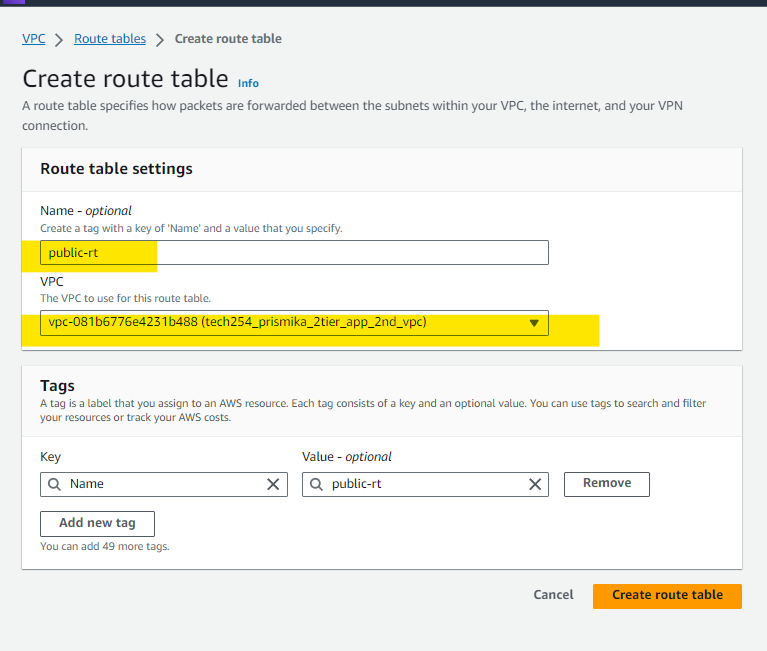 VPC > Route tables > Create route table
Create route table Info
A route table specifies how packets are forwarded between the subnets within your VPC, the internet, and your VPN
connection.
Route table settings
Name - optional
Create a tag with a key of 'Name' and a value that you specify.
public-rt
VPC
The VPC to use for this route table.
vpc-081b6776e4231b488 (tech254_prismika_2tier_app_2nd_vpc)
Tags
A tag is a label that you assign to an AWS resource. Each tag consists of a key and an optional value. You can use tags to search and filter
your resources or track your AWS costs.
Key Value - optional
Name public-rt Remove
Add new tag
You can add 49 more tags.
Cancel Create route table